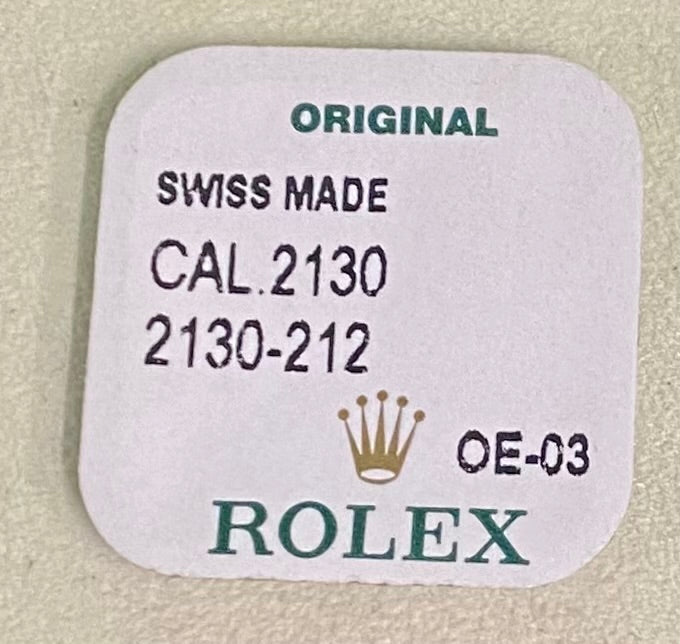 ORIGINAL
SWISS MADE
CAL.2130
2130-212
OE-03
ROLEX